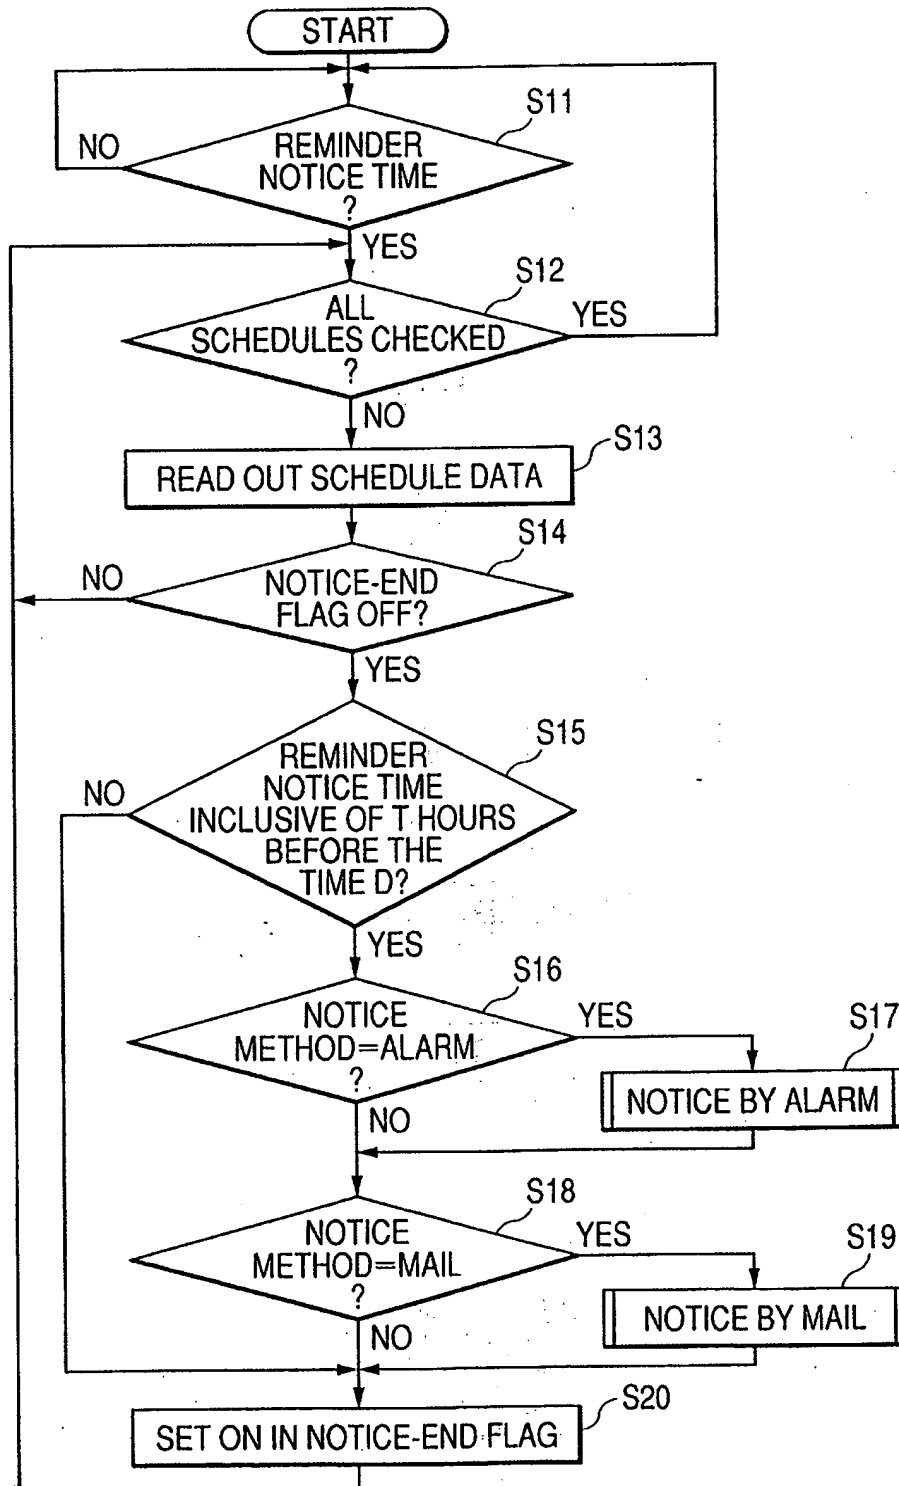 START
S11
NO
REMINDER
NOTICE TIME
?
YES
S12
ALL
SCHEDULES CHECKED
?
YES
NO
S13
READ OUT SCHEDULE DATA
S14
NO
NOTICE-END
FLAG OFF?
YES
S15
NO
REMINDER
NOTICE TIME
INCLUSIVE OF T HOURS
BEFORE THE
TIME D?
YES
S16
NOTICE
METHOD=ALARM
?
YES
S17
NOTICE BY ALARM
NO
S18
NOTICE
METHOD=MAIL
?
YES
S19
NOTICE BY MAIL
NO
S20
SET ON IN NOTICE-END FLAG